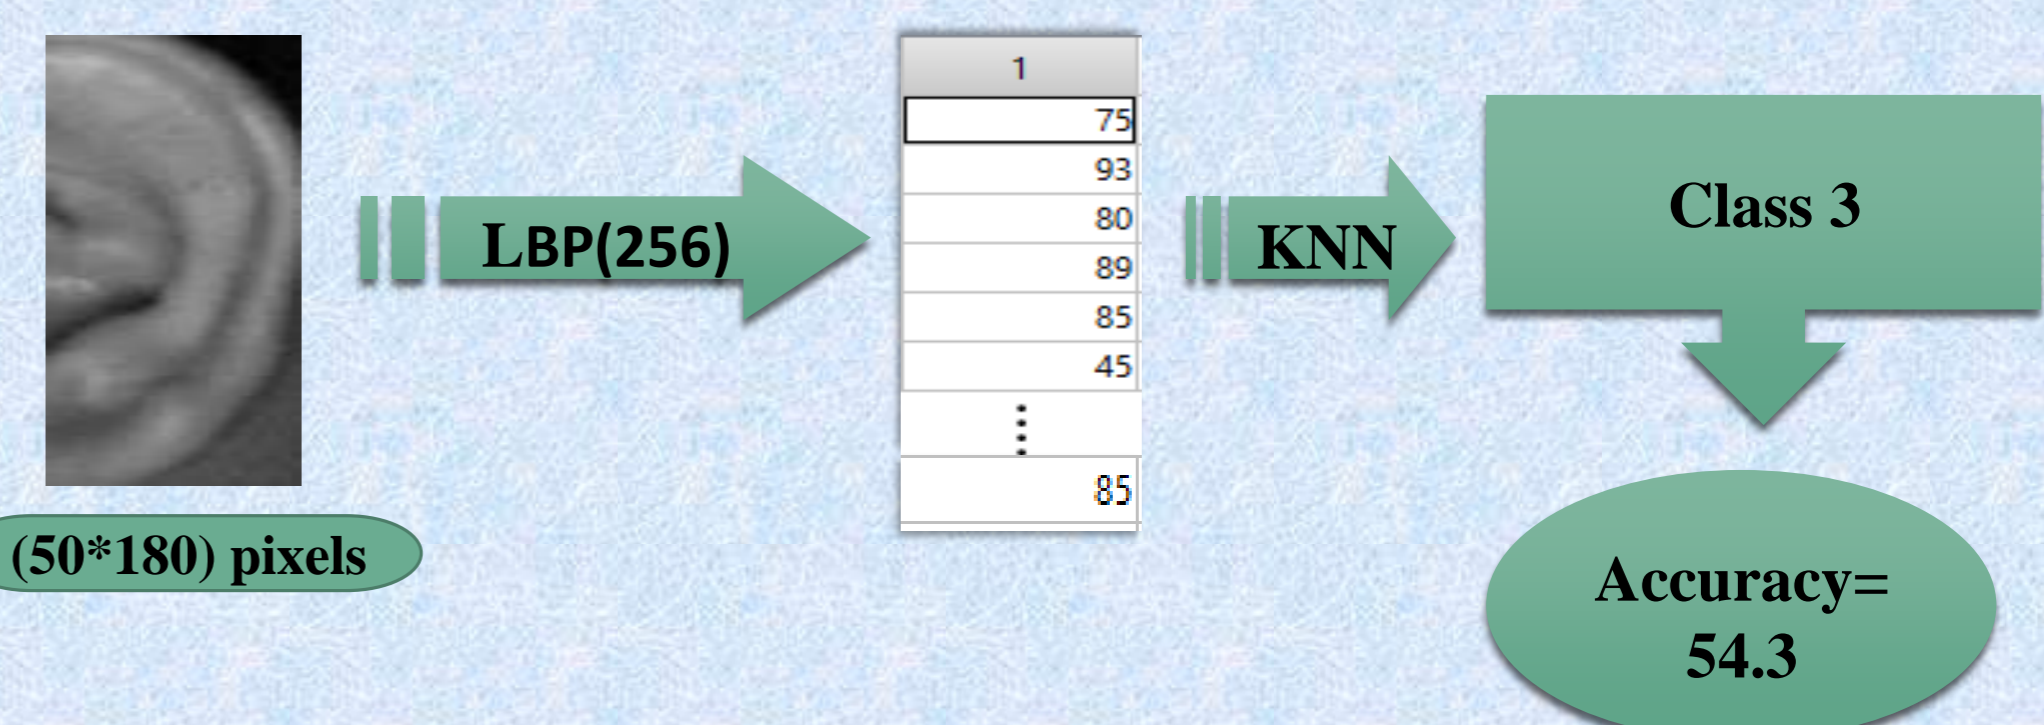 (50*180) pixels
LBP(256)
1
75
93
80
89
85
45
85
KNN
Class 3
Accuracy=
54.3